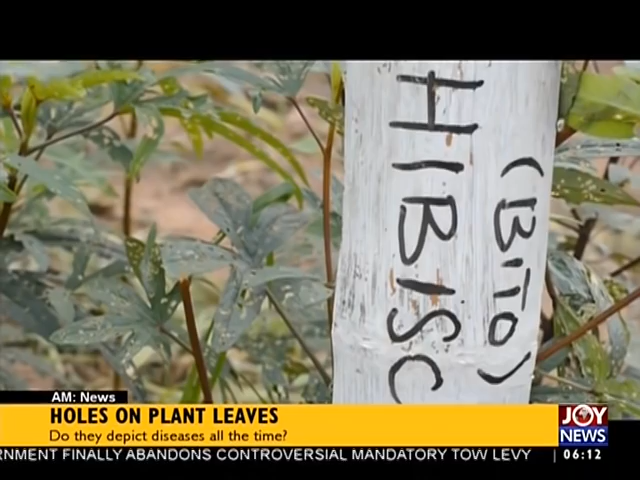 HIBISC
(BITO)
AM: News
HOLES ON PLANT LEAVES
Do they depict diseases all the time?
JOY
NEWS
RNMENT FINALLY ABANDONS CONTROVERSIAL MANDATORY TOW LEVY
06:12